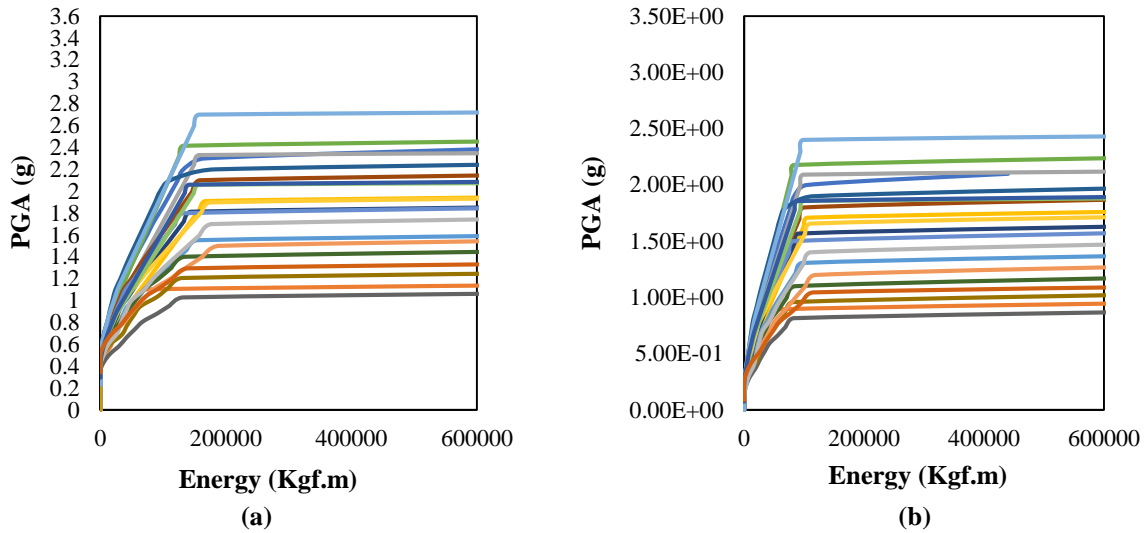 3.6
3.4
3.2
3
2.8
2.6
2.4
2.2
2
1.8
1.6
1.4
1.2
1
0.8
0.6
0.4
0.2
0
PGA (g)
0 200000 400000 600000
Energy (Kgf.m)
(a)
3.50E+00
3.00E+00
2.50E+00
2.00E+00
1.50E+00
1.00E+00
5.00E-01
0.00E+00
PGA (g)
0 200000 400000 600000
Energy (Kgf.m)
(b)